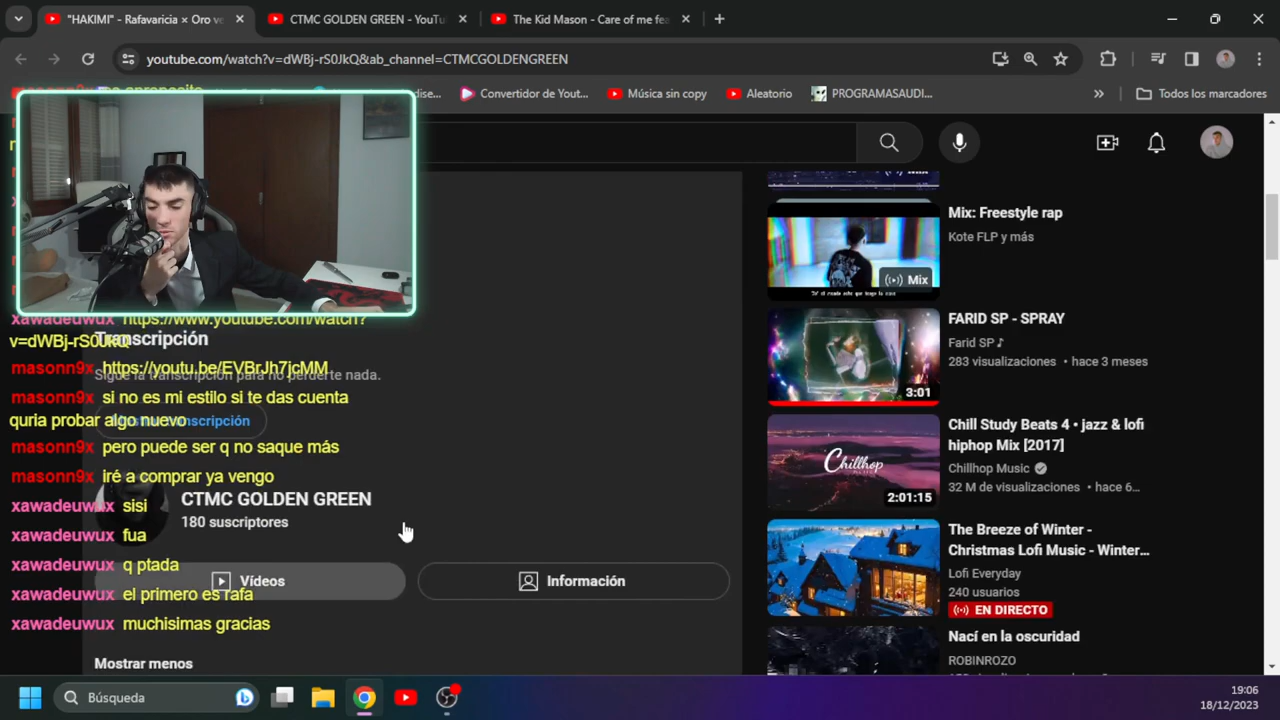 "HAKIMI" - Rafavaricia × Oro ve
CTMC GOLDEN GREEN - YouTu
The Kid Mason - Care of me fea
youtube.com/watch?v=dWBj-rS0JkQ&ab_channel=CTMCGOLDENGREEN
dise...
Convertidor de Yout...
Música sin copy
Aleatorio
PROGRAMASAUDI...
»
Todos los marcadores
Mix
Mix: Freestyle rap
Kote FLP y más
Mix
FARID SP - SPRAY
Farid SP
283 visualizaciones • hace 3 meses
3:01
Chill Study Beats 4 • jazz & lofi
hiphop Mix [2017]
Chillhop Music
32 M de visualizaciones • hace 6...
Chillhop
2:01:15
The Breeze of Winter -
Christmas Lofi Music - Winter...
Lofi Everyday
240 usuarios
EN DIRECTO
Nací en la oscuridad
ROBINROZO
xawadeuwux https://www.youtube.com/watch?
v=dWBj-rS0JkQ
Transcripción
masonn9x https://youtu.be/EVBrJh7jcMM
Sigue la transcripción para no perderte nada.
masonn9x si no es mi estilo si te das cuenta
quria probar algo nuevo
transcripción
masonn9x pero puede ser q no saque más
masonn9x iré a comprar ya vengo
CTMC GOLDEN GREEN
180 suscriptores
xawadeuwux sisi
xawadeuwux fua
xawadeuwux q ptada
Vídeos
Información
xawadeuwux el primero es rafa
xawadeuwux muchisimas gracias
Mostrar menos
Búsqueda
19:06
18/12/2023